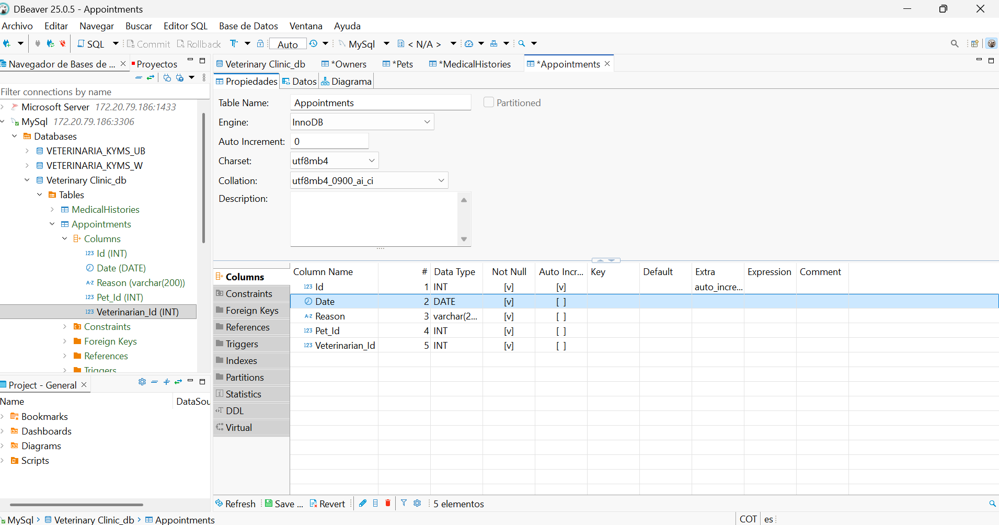 DBeaver 25.0.5 - Appointments
Archivo Editar Navegar Buscar Editor SQL Base de Datos Ventana Ayuda
SQL Commit Rollback Auto MySql < N/A >
Navegador de Bases de ... Proyectos
Filter connections by name
Microsoft Server 172.20.79.186:1433
MySql 172.20.79.186:3306
Databases
VETERINARIA_KYMS_UB
VETERINARIA_KYMS_W
Veterinary Clinic_db
Tables
MedicalHistories
Appointments
Columns
123 Id (INT)
Date (DATE)
A-Z Reason (varchar(200))
123 Pet_Id (INT)
123 Veterinarian_Id (INT)
Constraints
Foreign Keys
References
Triggers
Project - General
Name DataSou
Bookmarks
Dashboards
Diagrams
Scripts
Veterinary Clinic_db *Owners *Pets *MedicalHistories *Appointments
Propiedades Datos Diagrama
Table Name: Appointments Partitioned
Engine: InnoDB
Auto Increment: 0
Charset: utf8mb4
Collation: utf8mb4_0900_ai_ci
Description:
Columns
Constraints
Foreign Keys
References
Triggers
Indexes
Partitions
Statistics
DDL
Virtual
Column Name # Data Type Not Null Auto Incr... Key Default Extra Expression Comment
123 Id 1 INT [v] [v] auto_incre...
Date 2 DATE [v] [ ]
A-Z Reason 3 varchar(2... [v] [ ]
123 Pet_Id 4 INT [v] [ ]
123 Veterinarian_Id 5 INT [v] [ ]
Refresh Save ... Revert 5 elementos
MySql Veterinary Clinic_db Appointments
COT es